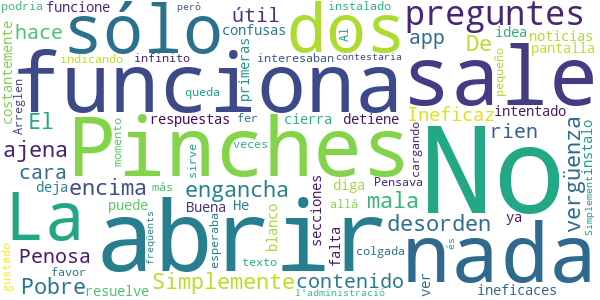 podria funcione però
hace sólo útil dos preguntes
confusas Al instalado
app De idea noticias pantalla
costantemente indicando infinito primeras interesaban contestaria pequeño
funciona sale
Arreglen respuestas fer cierra detiene Ineficaz intentado
El queda
ajena cara momento Pinches sirve veces cargando No rien vergüenza Simplement instalo
deja más engancha diga Pensava mala
La encima puede Buena He secciones allá desorden ya
abrir nada
gustado Penosa frequents esperaba blanco falta colgada ver és
Pobre favor resuelve Simplemente texto contenido l'administració ineficaces